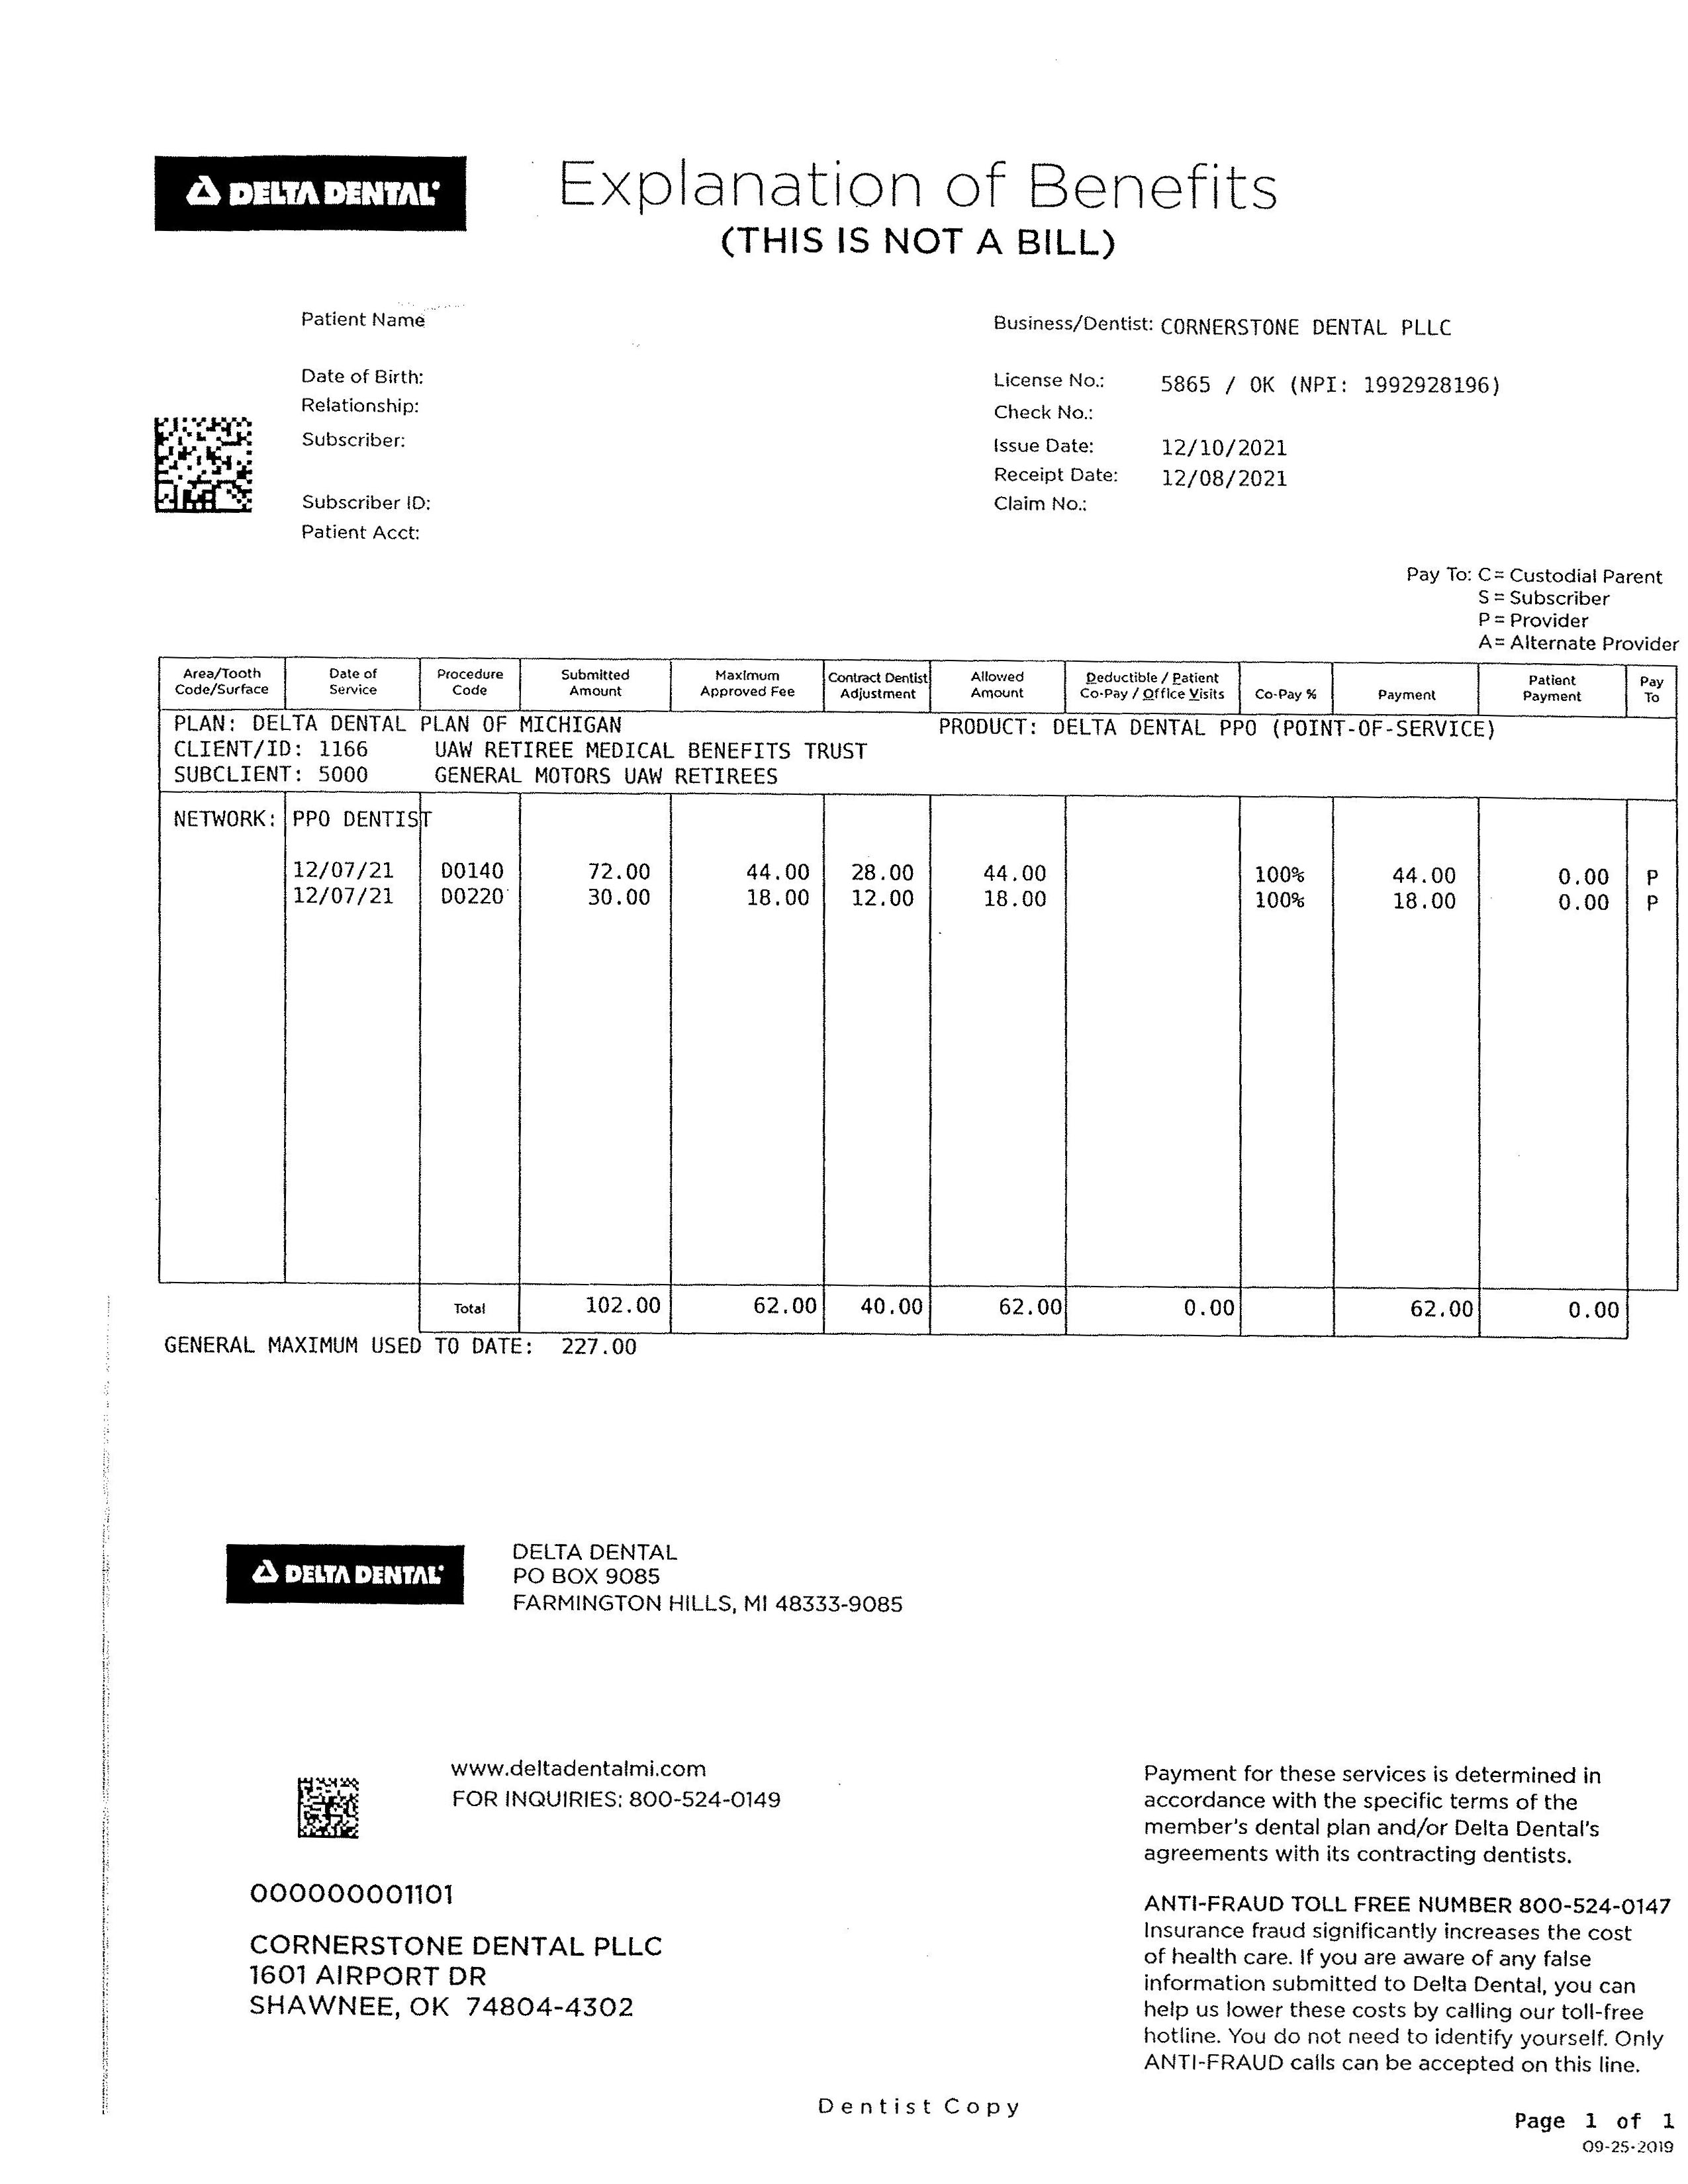 DELTA DENTAL
Explanation of Benefits
(THIS IS NOT A BILL)
Patient Name
Business/Dentist: CORNERSTONE DENTAL PLLC
Date of Birth:
License No.: 5865 / OK (NPI: 1992928196)
Relationship:
Check No.:
Subscriber:
Issue Date: 12/10/2021
Receipt Date: 12/08/2021
Subscriber ID:
Claim No.:
Patient Acct:
Pay To: C = Custodial Parent
S = Subscriber
P = Provider
A = Alternate Provider
Area/Tooth Code/Surface Date of Service Procedure Code Submitted Amount Maximum Approved Fee Contract Dentist Adjustment Allowed Amount Deductible / Patient Co-Pay / Office Visits Co-Pay % Payment Patient Payment Pay To
PLAN: DELTA DENTAL PLAN OF MICHIGAN PRODUCT: DELTA DENTAL PPO (POINT-OF-SERVICE)
CLIENT/ID: 1166 UAW RETIREE MEDICAL BENEFITS TRUST
SUBCLIENT: 5000 GENERAL MOTORS UAW RETIREES
NETWORK: PPO DENTIST
12/07/21 D0140 72.00 44.00 28.00 44.00 100% 44.00 0.00 P
12/07/21 D0220 30.00 18.00 12.00 18.00 100% 18.00 0.00 P
Total 102.00 62.00 40.00 62.00 0.00 62.00 0.00
GENERAL MAXIMUM USED TO DATE: 227.00
DELTA DENTAL
DELTA DENTAL
PO BOX 9085
FARMINGTON HILLS, MI 48333-9085
www.deltadentalmi.com
FOR INQUIRIES: 800-524-0149
000000001101
CORNERSTONE DENTAL PLLC
1601 AIRPORT DR
SHAWNEE, OK 74804-4302
Payment for these services is determined in
accordance with the specific terms of the
member's dental plan and/or Delta Dental's
agreements with its contracting dentists.
ANTI-FRAUD TOLL FREE NUMBER 800-524-0147
Insurance fraud significantly increases the cost
of health care. If you are aware of any false
information submitted to Delta Dental, you can
help us lower these costs by calling our toll-free
hotline. You do not need to identify yourself. Only
ANTI-FRAUD calls can be accepted on this line.
Dentist Copy
Page 1 of 1
09-25-2019